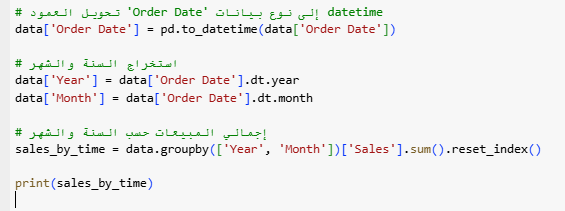 # تحويل العمود 'Order Date' إلى نوع بيانات datetime
data['Order Date'] = pd.to_datetime(data['Order Date'])
# استخراج السنة والشهر
data['Year'] = data['Order Date'].dt.year
data['Month'] = data['Order Date'].dt.month
# إجمالي المبيعات حسب السنة والشهر
sales_by_time = data.groupby(['Year', 'Month'])['Sales'].sum().reset_index()
print(sales_by_time)